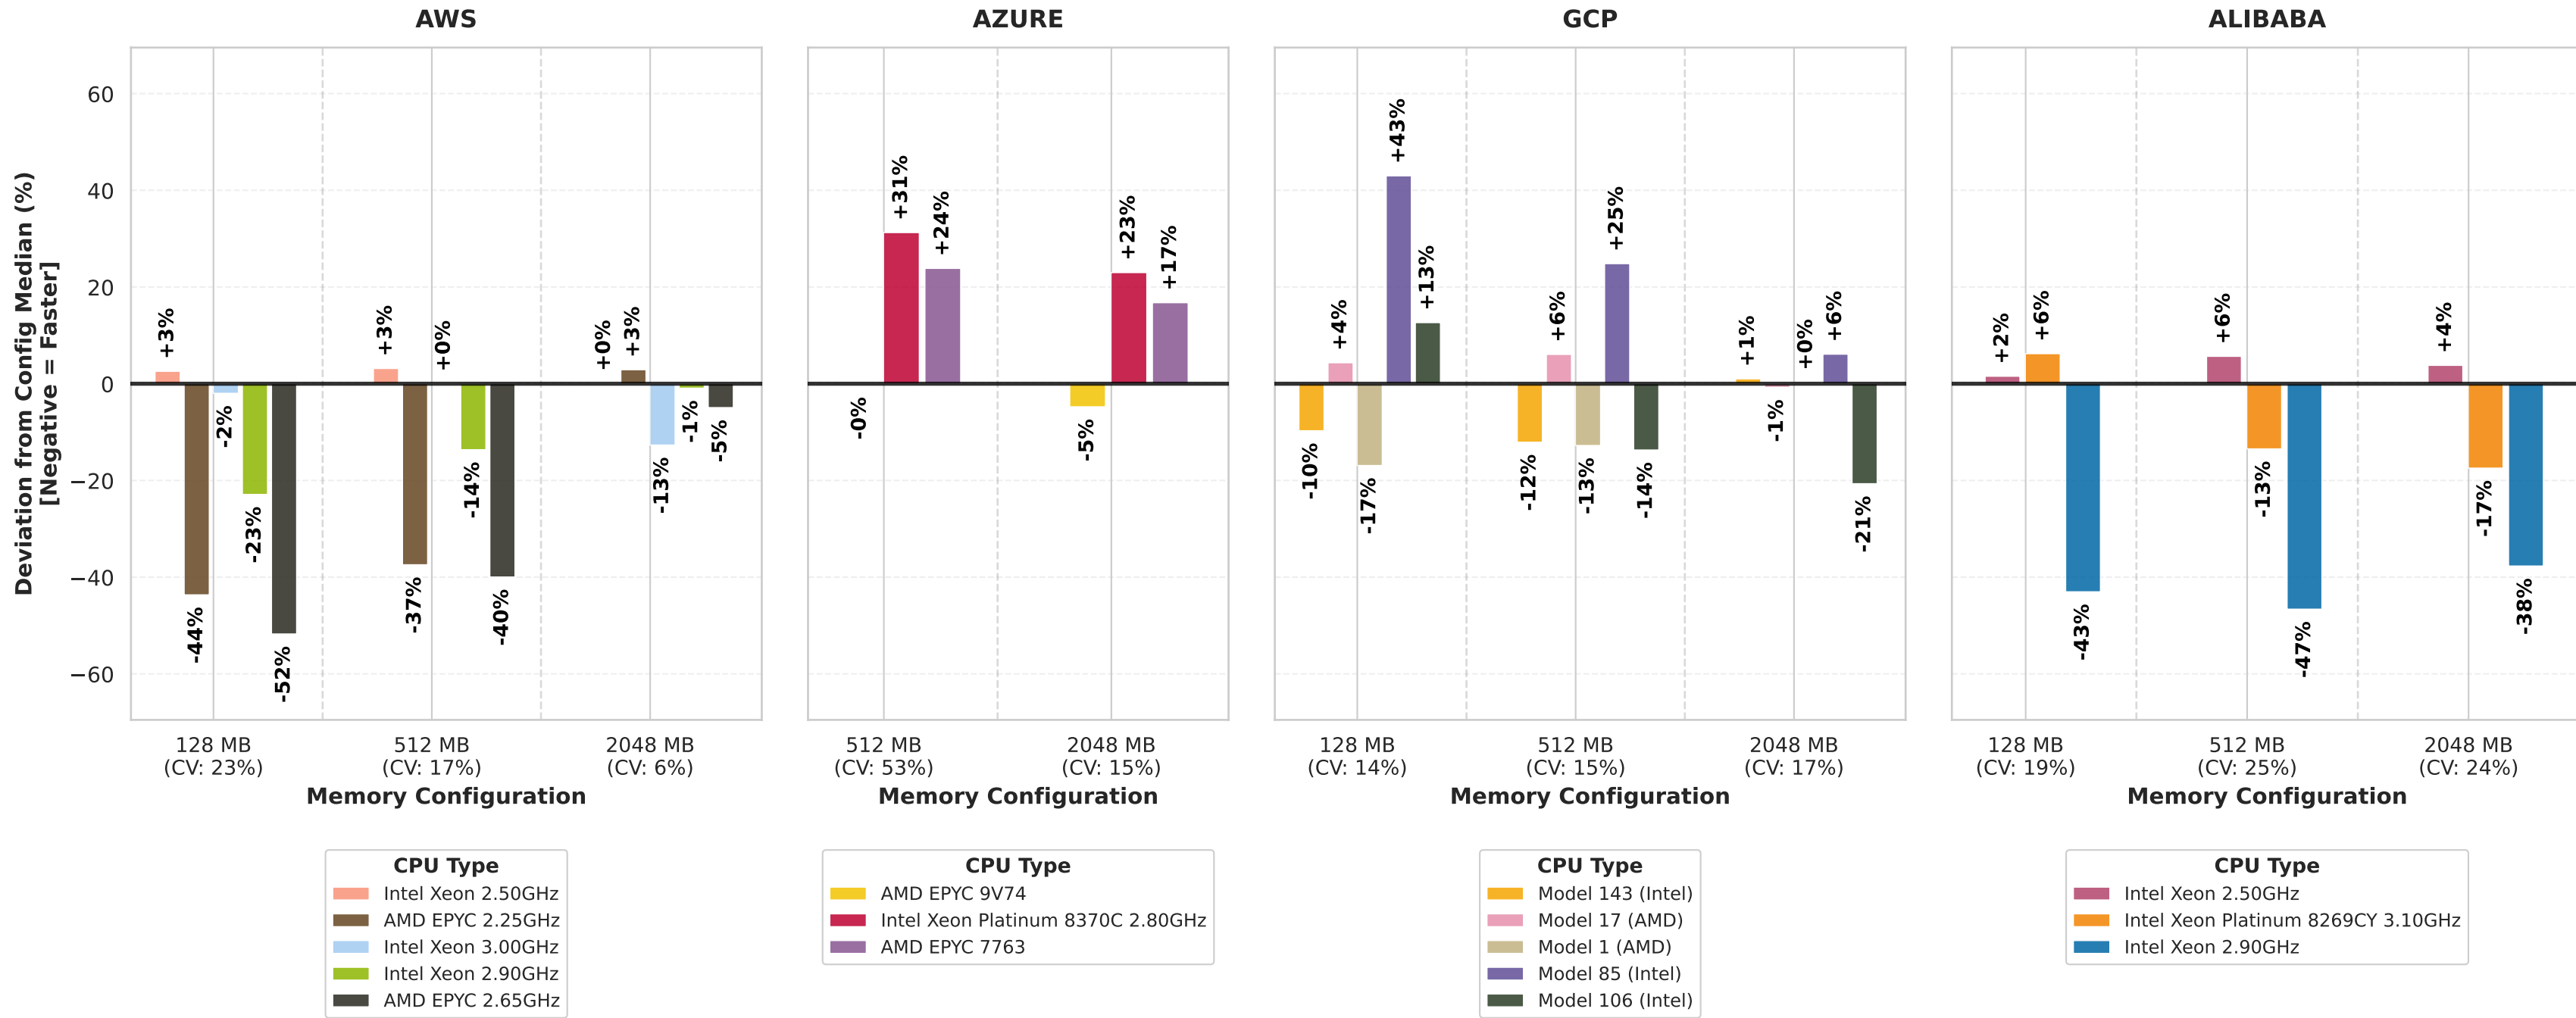 AWS
AZURE
GCP
ALIBABA
Deviation from Config Median (%)
[Negative = Faster]
60
40
20
0
−20
−40
−60
+3%
-44%
-2%
-23%
-52%
+3%
-37%
+0%
-14%
-40%
+0%
+3%
-13%
-1%
-5%
128 MB
(CV: 23%)
512 MB
(CV: 17%)
2048 MB
(CV: 6%)
Memory Configuration
-0%
+31%
+24%
-5%
+23%
+17%
512 MB
(CV: 53%)
2048 MB
(CV: 15%)
Memory Configuration
-10%
+4%
-17%
+43%
+13%
-12%
+6%
-13%
+25%
-14%
+1%
-1%
+0%
+6%
-21%
128 MB
(CV: 14%)
512 MB
(CV: 15%)
2048 MB
(CV: 17%)
Memory Configuration
+2%
+6%
-43%
+6%
-13%
-47%
+4%
-17%
-38%
128 MB
(CV: 19%)
512 MB
(CV: 25%)
2048 MB
(CV: 24%)
Memory Configuration
CPU Type
Intel Xeon 2.50GHz
AMD EPYC 2.25GHz
Intel Xeon 3.00GHz
Intel Xeon 2.90GHz
AMD EPYC 2.65GHz
CPU Type
AMD EPYC 9V74
Intel Xeon Platinum 8370C 2.80GHz
AMD EPYC 7763
CPU Type
Model 143 (Intel)
Model 17 (AMD)
Model 1 (AMD)
Model 85 (Intel)
Model 106 (Intel)
CPU Type
Intel Xeon 2.50GHz
Intel Xeon Platinum 8269CY 3.10GHz
Intel Xeon 2.90GHz